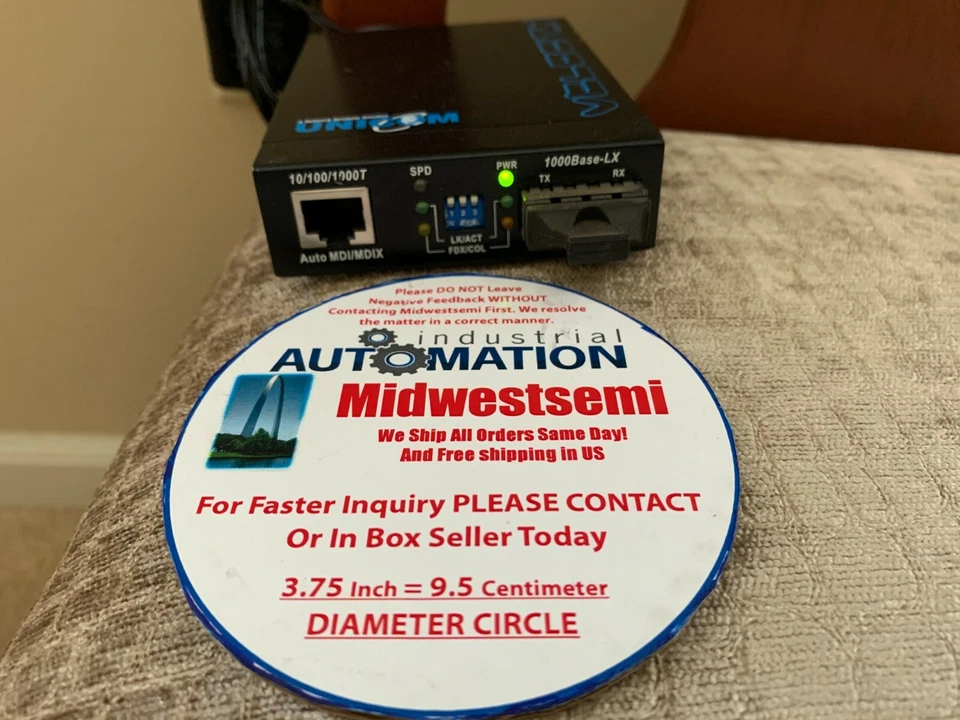 10/100/1000T
SPD
PWR
1000Base-LX
TX
RX
1 2 3
LK/ACT
FDX/COL
Auto MDI/MDIX
Please DO NOT Leave
Negative Feedback WITHOUT
Contacting Midwestsemi First. We resolve
the matter in a correct manner.
industrial
AUTOMATION
Midwestsemi
We Ship All Orders Same Day!
And Free shipping in US
For Faster Inquiry PLEASE CONTACT
Or In Box Seller Today
3.75 Inch = 9.5 Centimeter
DIAMETER CIRCLE